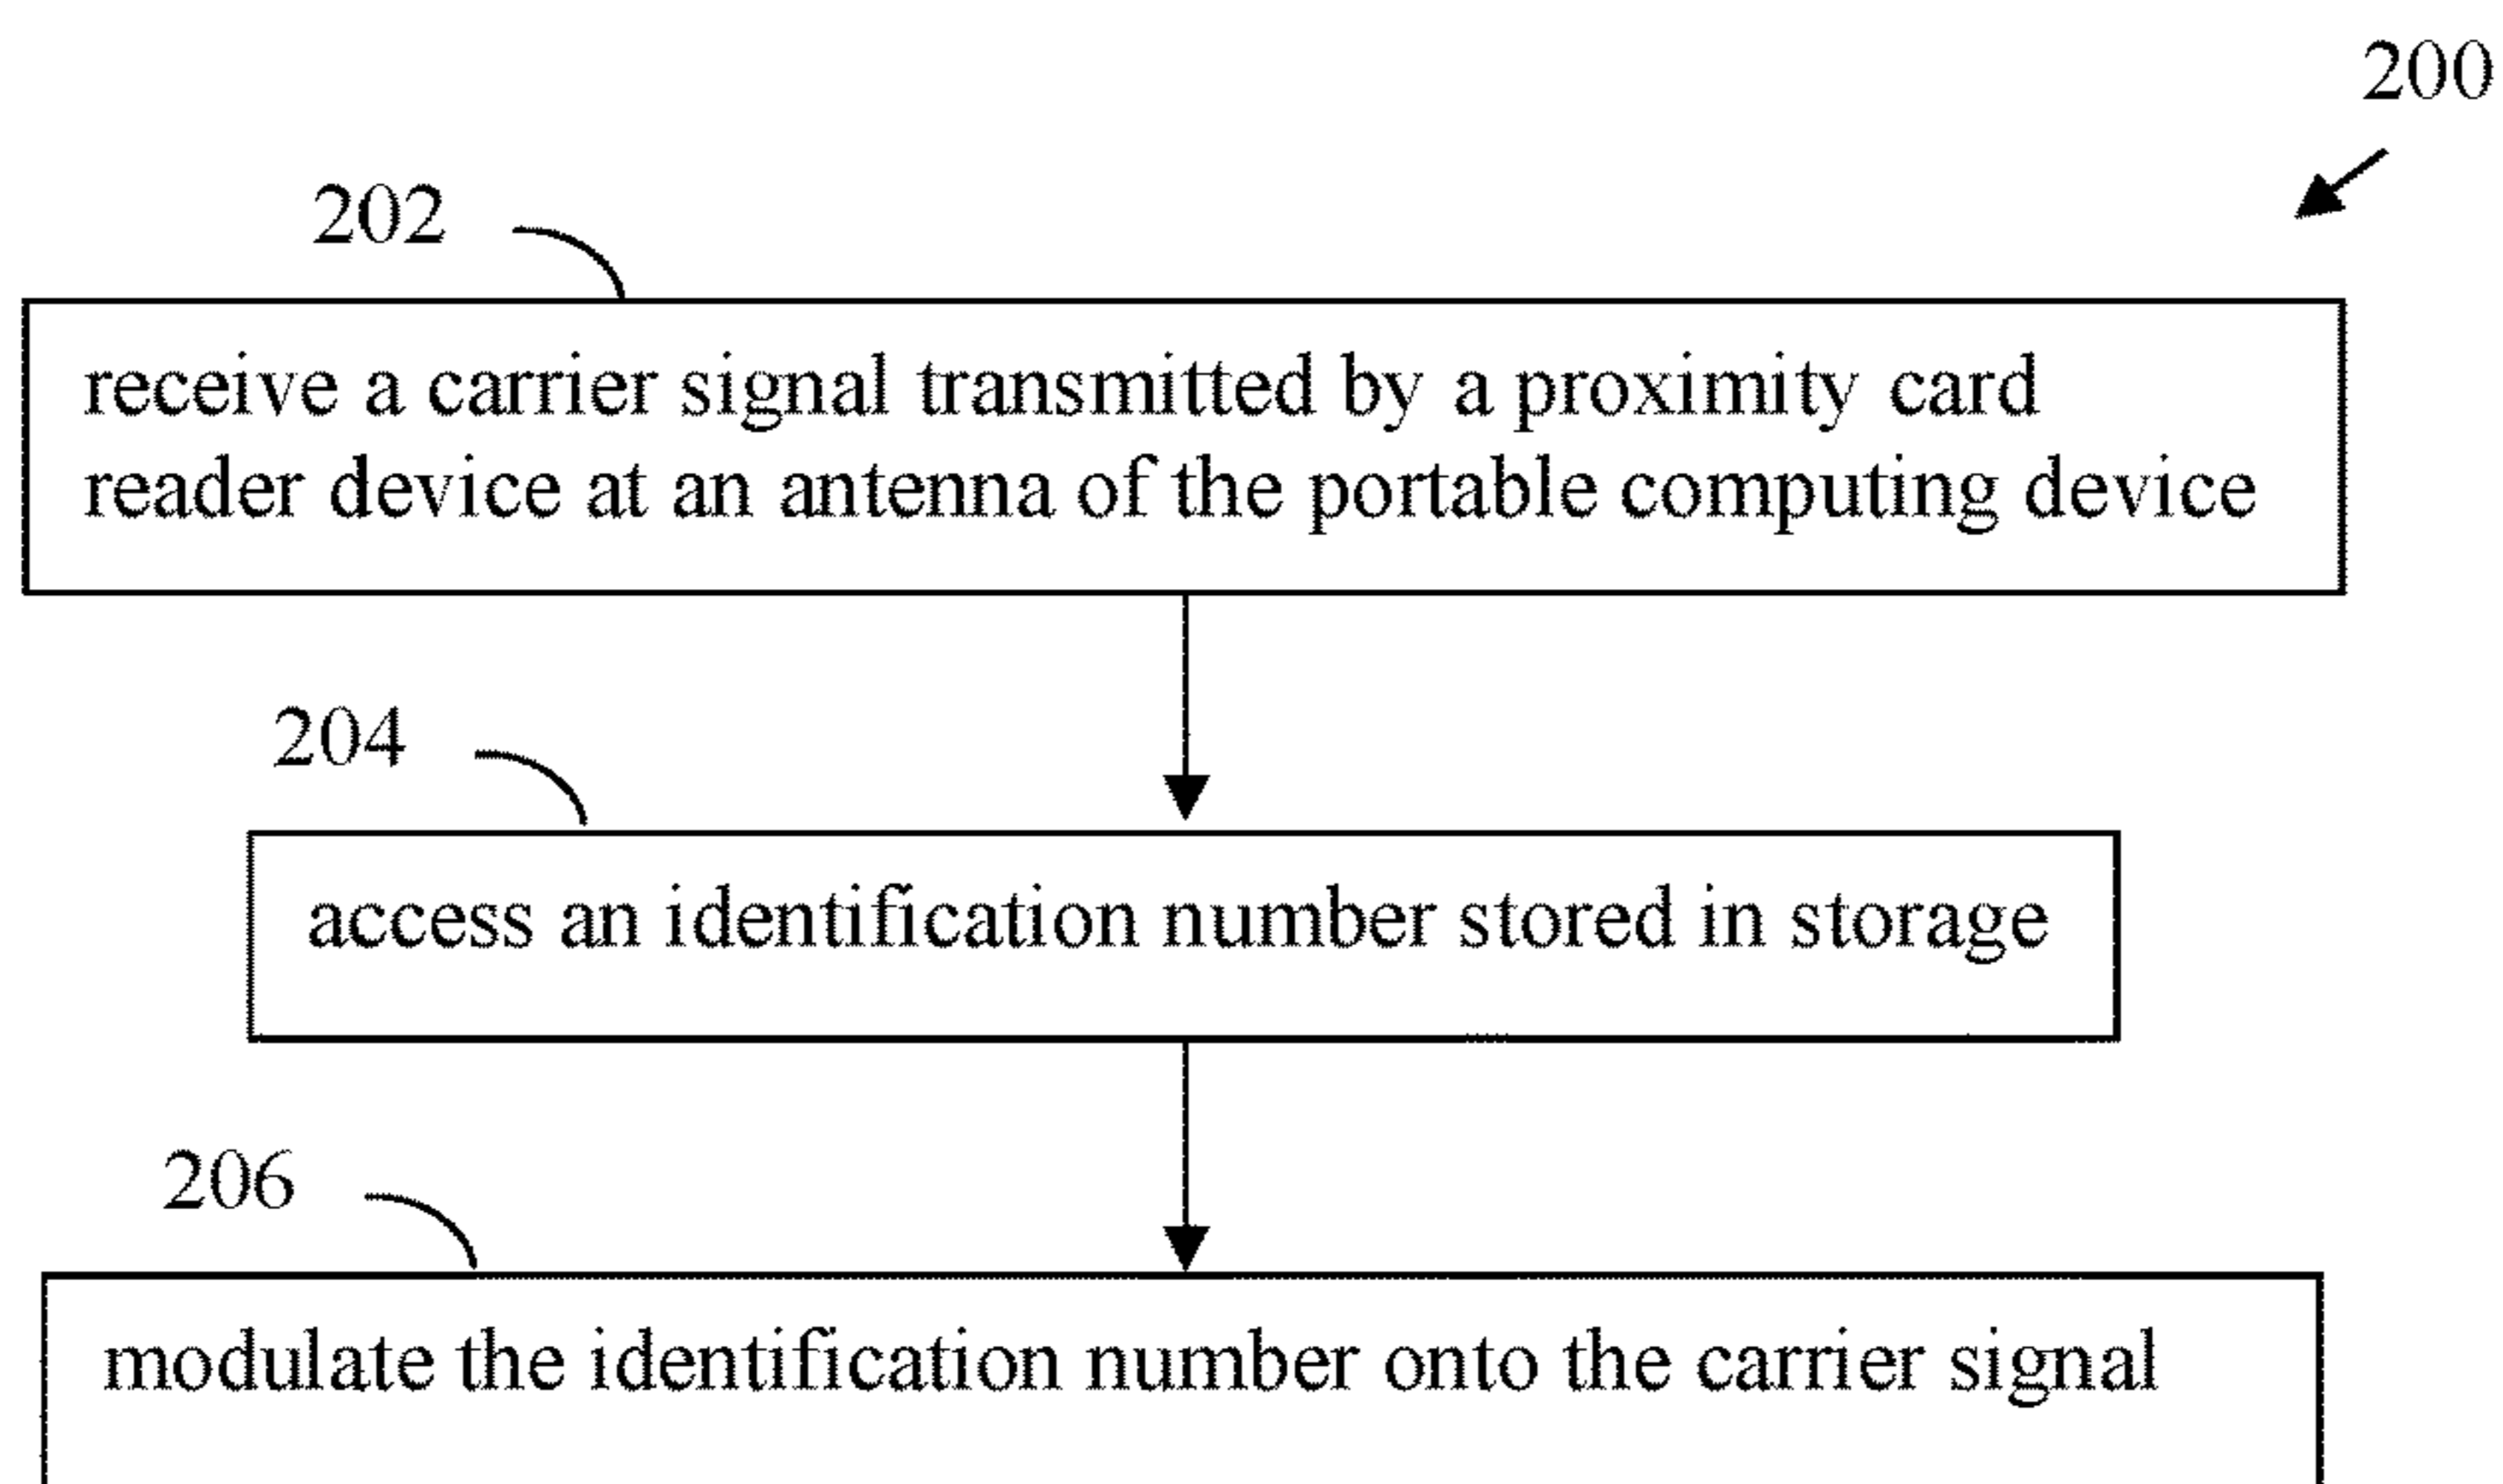 200
202
receive a carrier signal transmitted by a proximity card
reader device at an antenna of the portable computing device
204
access an identification number stored in storage
206
modulate the identification number onto the carrier signal